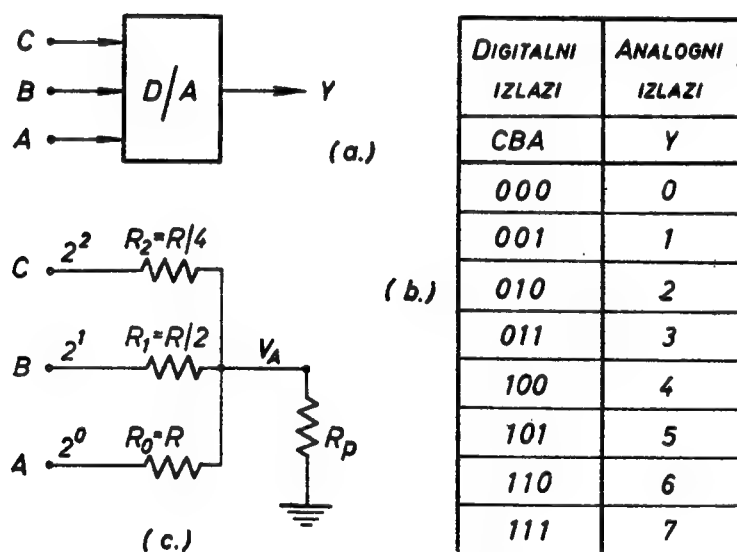 C
B
A
D/A
Y
(a.)
C 2² R₂=R/4
B 2¹ R₁=R/2
A 2⁰ R₀=R
V_A
R_p
(c.)
(b.)
DIGITALNI IZLAZI ANALOGNI IZLAZI
CBA Y
000 0
001 1
010 2
011 3
100 4
101 5
110 6
111 7